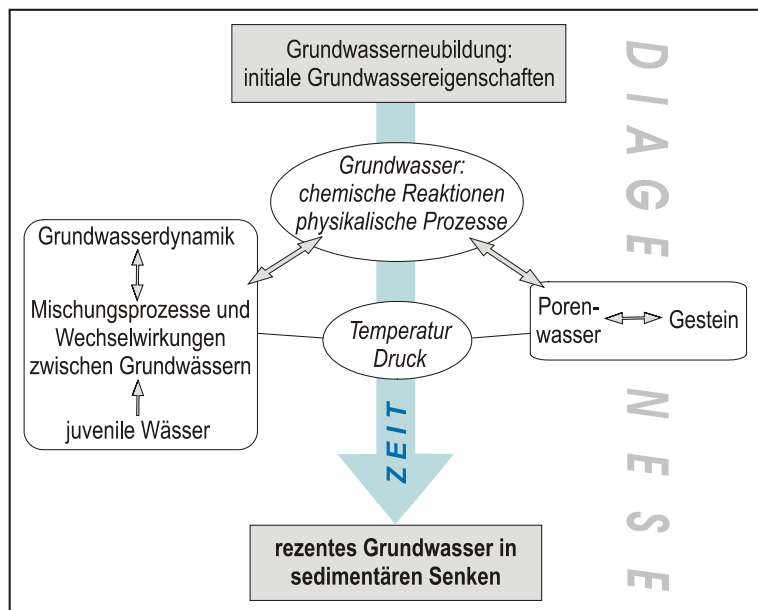 Grundwasserneubildung:
initiale Grundwassereigenschaften
Grundwasser:
chemische Reaktionen
physikalische Prozesse
Grundwasserdynamik
Mischungsprozesse und
Wechselwirkungen
zwischen Grundwässern
juvenile Wässer
Temperatur
Druck
Poren-
wasser
Gestein
ZEIT
rezentes Grundwasser in
sedimentären Senken
DIAGENESE